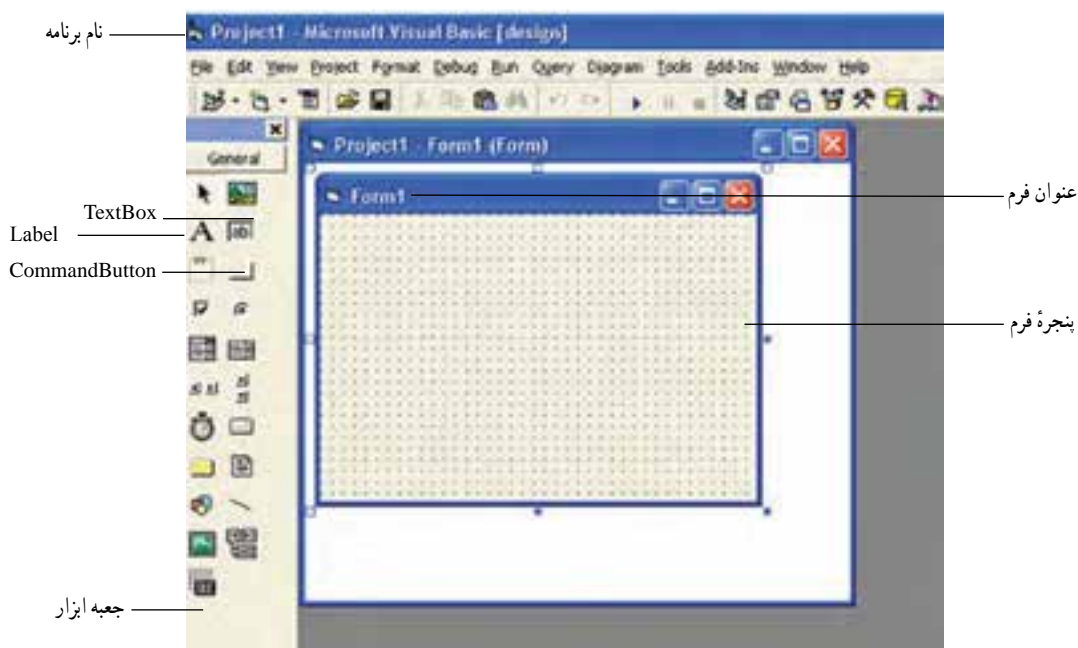 نام برنامه
Project1 - Microsoft Visual Basic [design]
File Edit View Project Format Debug Run Query Diagram Tools Add-Ins Window Help
General
Project1 - Form1 (Form)
Form1
عنوان فرم
TextBox
Label
CommandButton
پنجرهٔ فرم
جعبه ابزار